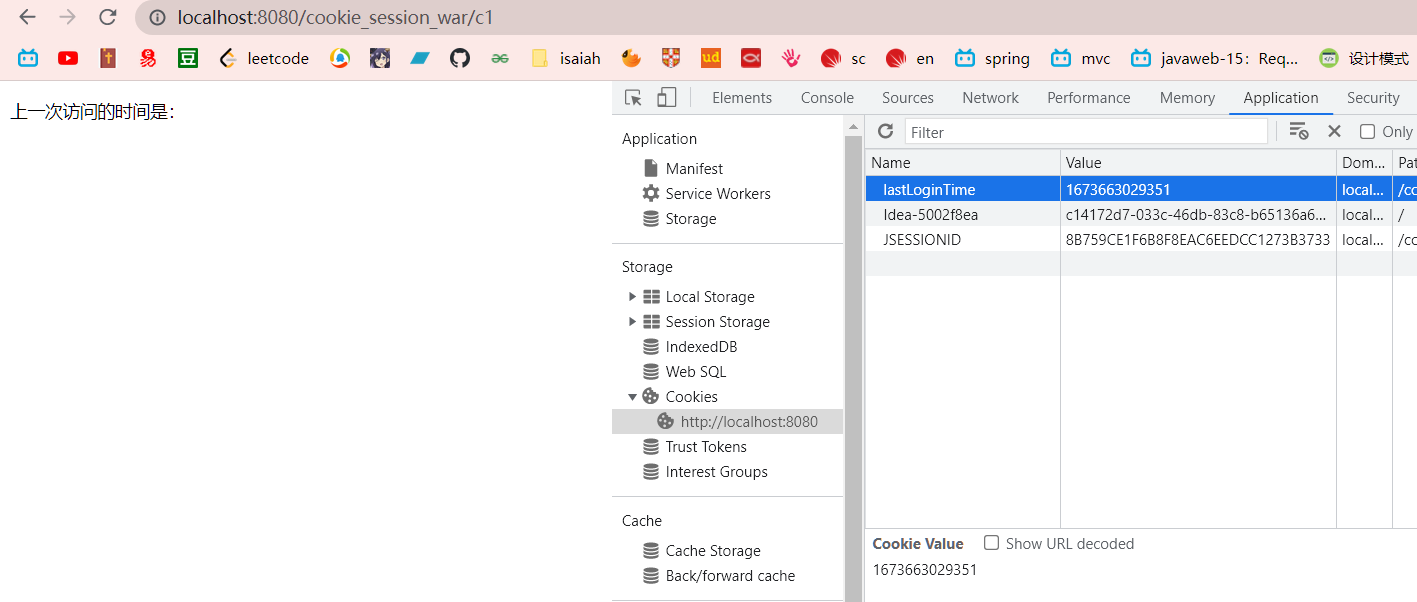 localhost:8080/cookie_session_war/c1
leetcode isaiah ud sc en spring mvc javaweb-15：Req... 设计模式
上一次访问的时间是：
Elements Console Sources Network Performance Memory Application Security
Application
Manifest
Service Workers
Storage
Storage
Local Storage
Session Storage
IndexedDB
Web SQL
Cookies
http://localhost:8080
Trust Tokens
Interest Groups
Cache
Cache Storage
Back/forward cache
Filter Only
Name Value Dom...
lastLoginTime 1673663029351 local...
Idea-5002f8ea c14172d7-033c-46db-83c8-b65136a6... local... /
JSESSIONID 8B759CE1F6B8F8EAC6EEDCC1273B3733 local...
Cookie Value Show URL decoded
1673663029351